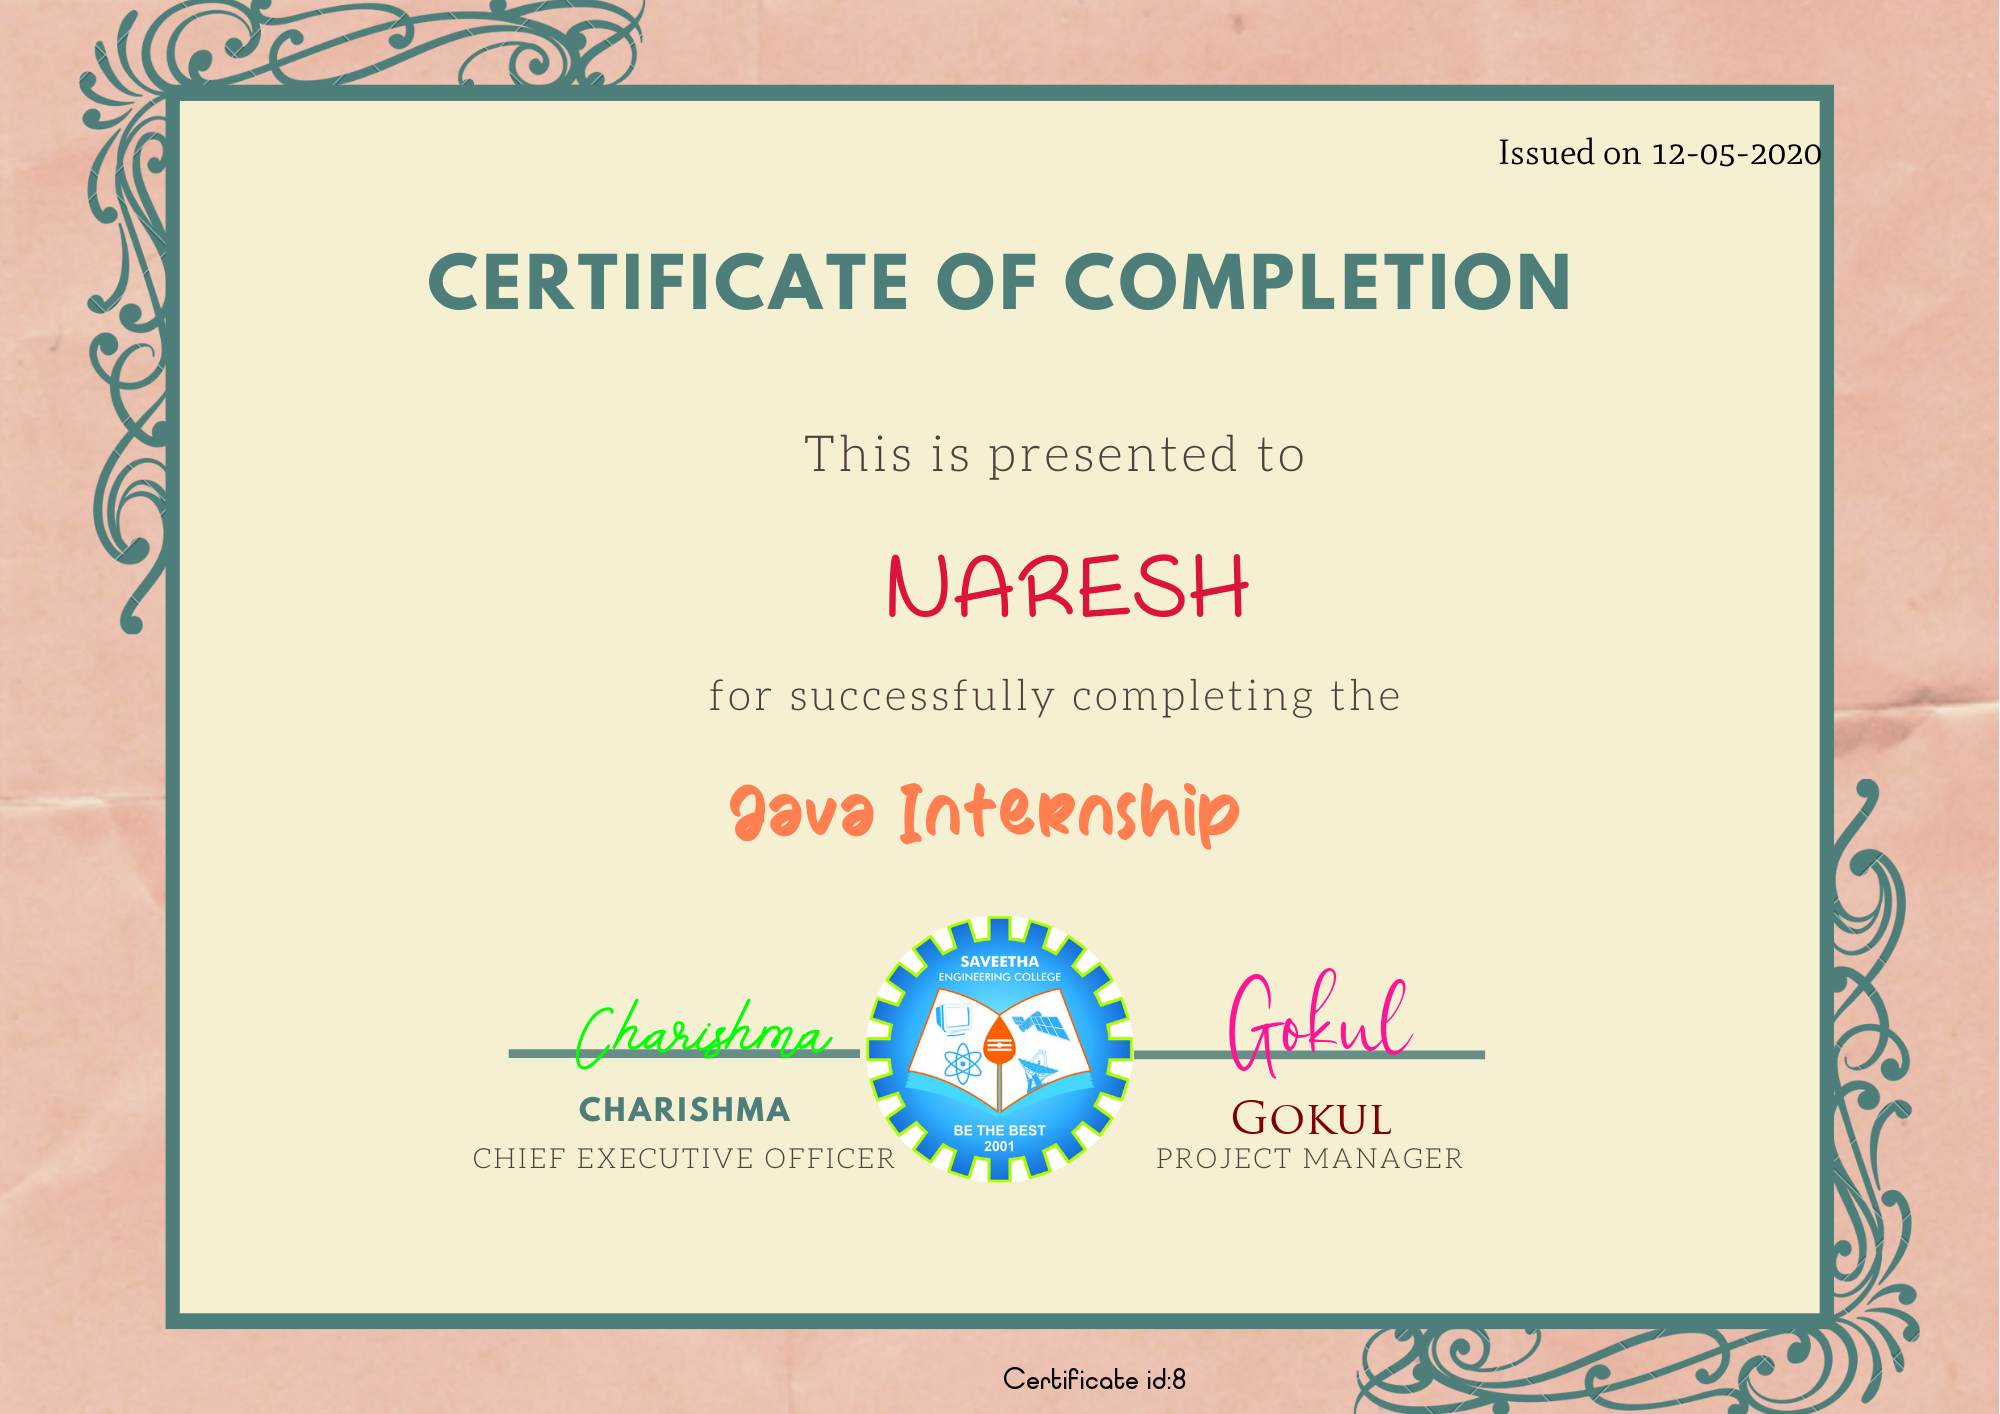 Issued on 12-05-2020
CERTIFICATE OF COMPLETION
This is presented to
NARESH
for successfully completing the
Java Internship
SAVEETHA
ENGINEERING COLLEGE
BE THE BEST
2001
Charishma
CHARISHMA
CHIEF EXECUTIVE OFFICER
Gokul
GOKUL
PROJECT MANAGER
Certificate id:8